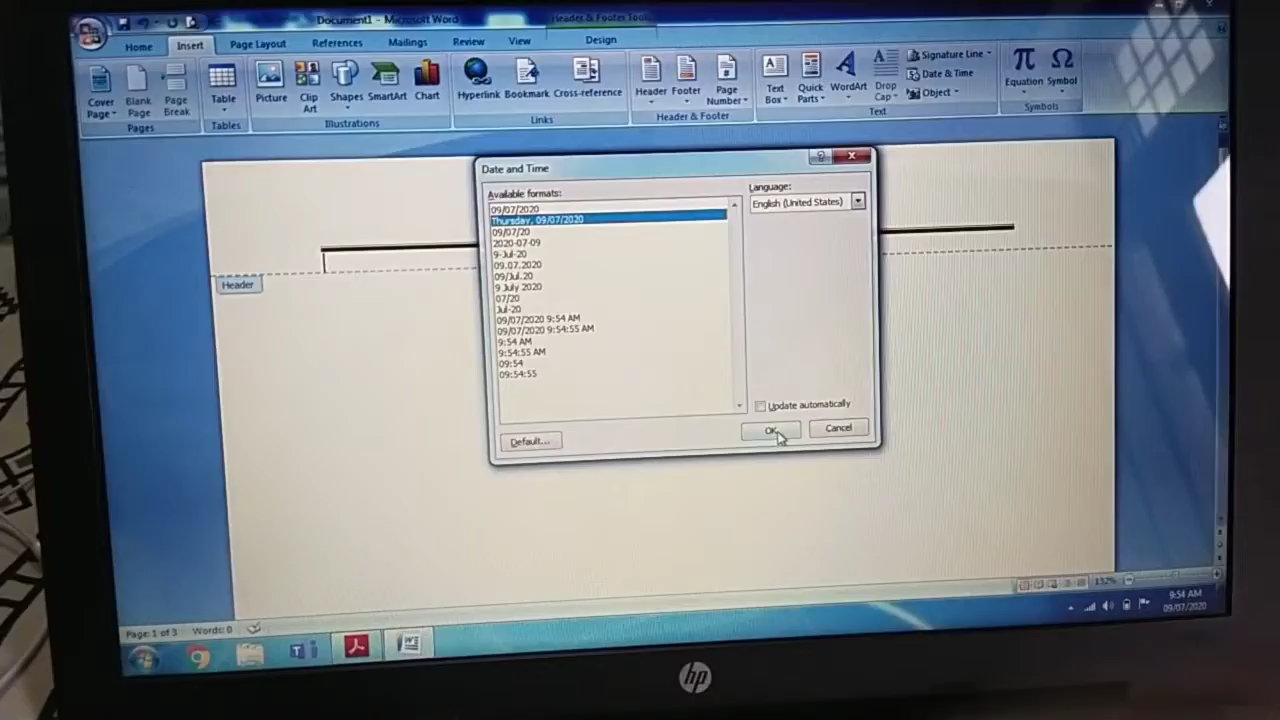 Document1 - Microsoft Word
Header & Footer Tools
Home Insert Page Layout References Mailings Review View Design
Cover Page
Blank Page
Page Break
Pages
Table
Tables
Picture
Clip Art
Shapes
SmartArt
Chart
Illustrations
Hyperlink
Bookmark
Cross-reference
Links
Header
Footer
Page Number
Header & Footer
Text Box
Quick Parts
WordArt
Drop Cap
Signature Line
Date & Time
Object
Text
Equation
Symbol
Symbols
Date and Time
Available formats:
09/07/2020
Thursday, 09/07/2020
09/07/20
2020-07-09
9-Jul-20
09.07.2020
09/Jul.20
9 July 2020
07/20
Jul-20
09/07/2020 9:54 AM
09/07/2020 9:54:55 AM
9:54 AM
9:54:55 AM
09:54
09:54:55
Language:
English (United States)
Update automatically
Default...
OK
Cancel
Header
Page: 1 of 3
Words: 0
132%
9:54 AM
09/07/2020
hp